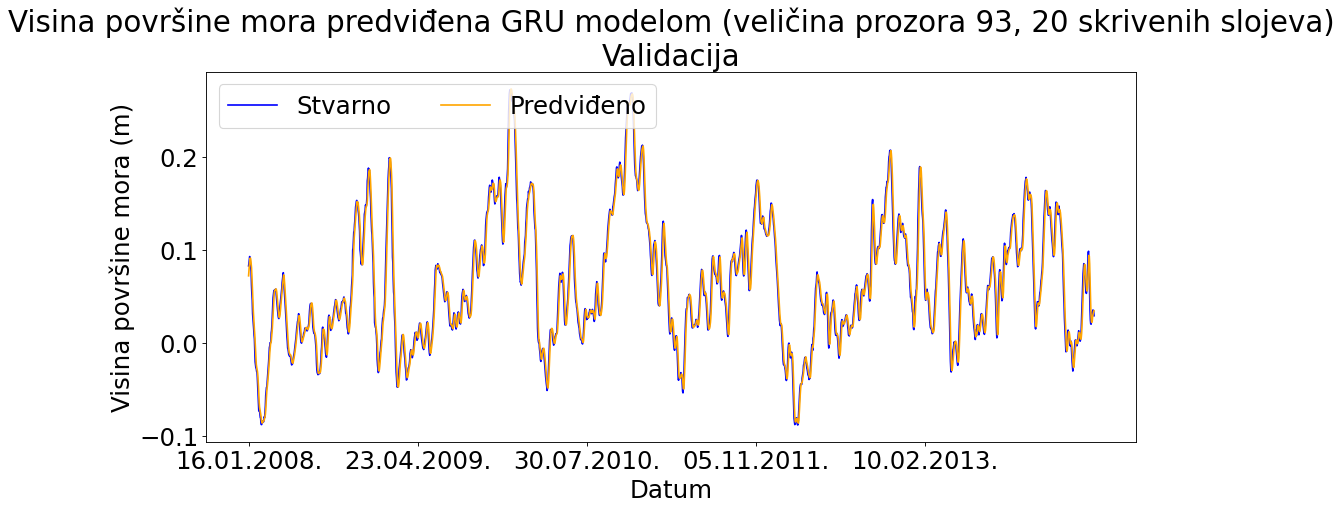 Visina površine mora predviđena GRU modelom (veličina prozora 93, 20 skrivenih slojeva)
Validacija
Stvarno Predviđeno
Visina površine mora (m)
0.2
0.1
0.0
−0.1
16.01.2008. 23.04.2009. 30.07.2010. 05.11.2011. 10.02.2013.
Datum